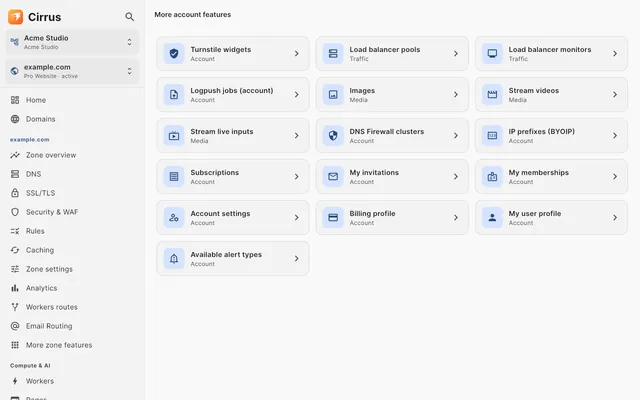 Cirrus
Acme Studio
Acme Studio
example.com
Pro Website · active
Home
Domains
example.com
Zone overview
DNS
SSL/TLS
Security & WAF
Rules
Caching
Zone settings
Analytics
Workers routes
Email Routing
More zone features
Compute & AI
Workers
Pages
More account features
Turnstile widgets
Account
Load balancer pools
Traffic
Load balancer monitors
Traffic
Logpush jobs (account)
Account
Images
Media
Stream videos
Media
Stream live inputs
Media
DNS Firewall clusters
Account
IP prefixes (BYOIP)
Account
Subscriptions
Account
My invitations
Account
My memberships
Account
Account settings
Account
Billing profile
Account
My user profile
Account
Available alert types
Account